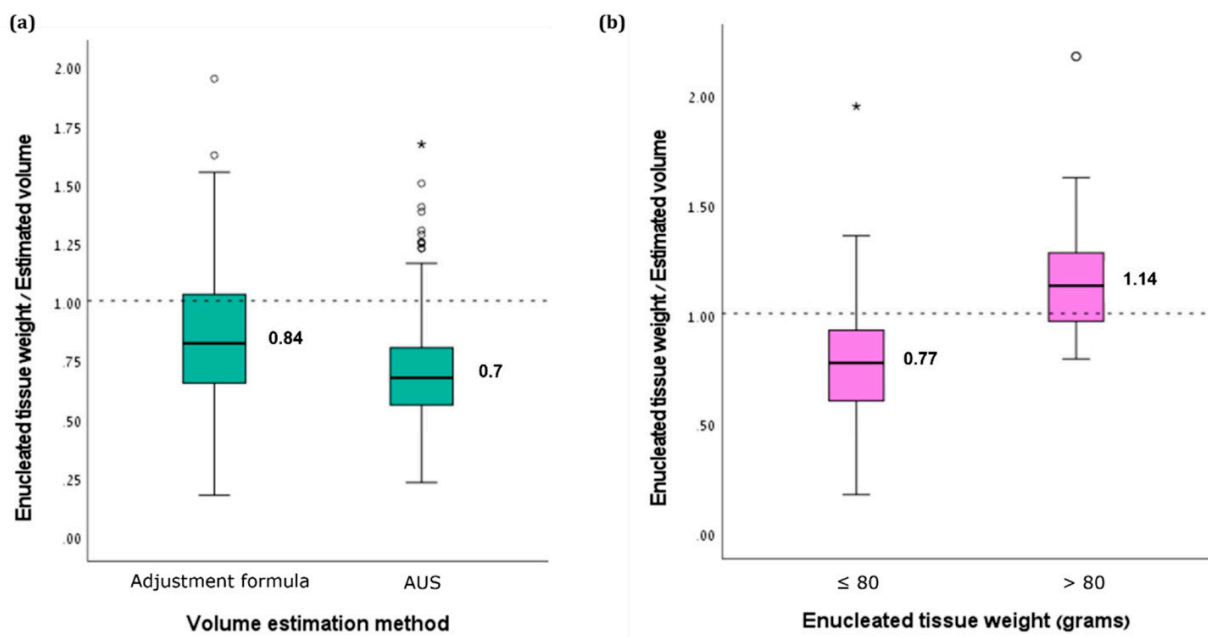 (a)
Enucleated tissue weight / Estimated volume
2.00
1.75
1.50
1.25
1.00
.75
.50
.25
.00
0.84
0.7
Adjustment formula
AUS
Volume estimation method
(b)
Enucleated tissue weight / Estimated volume
2.00
1.50
1.00
.50
.00
*
0.77
1.14
≤ 80
> 80
Enucleated tissue weight (grams)